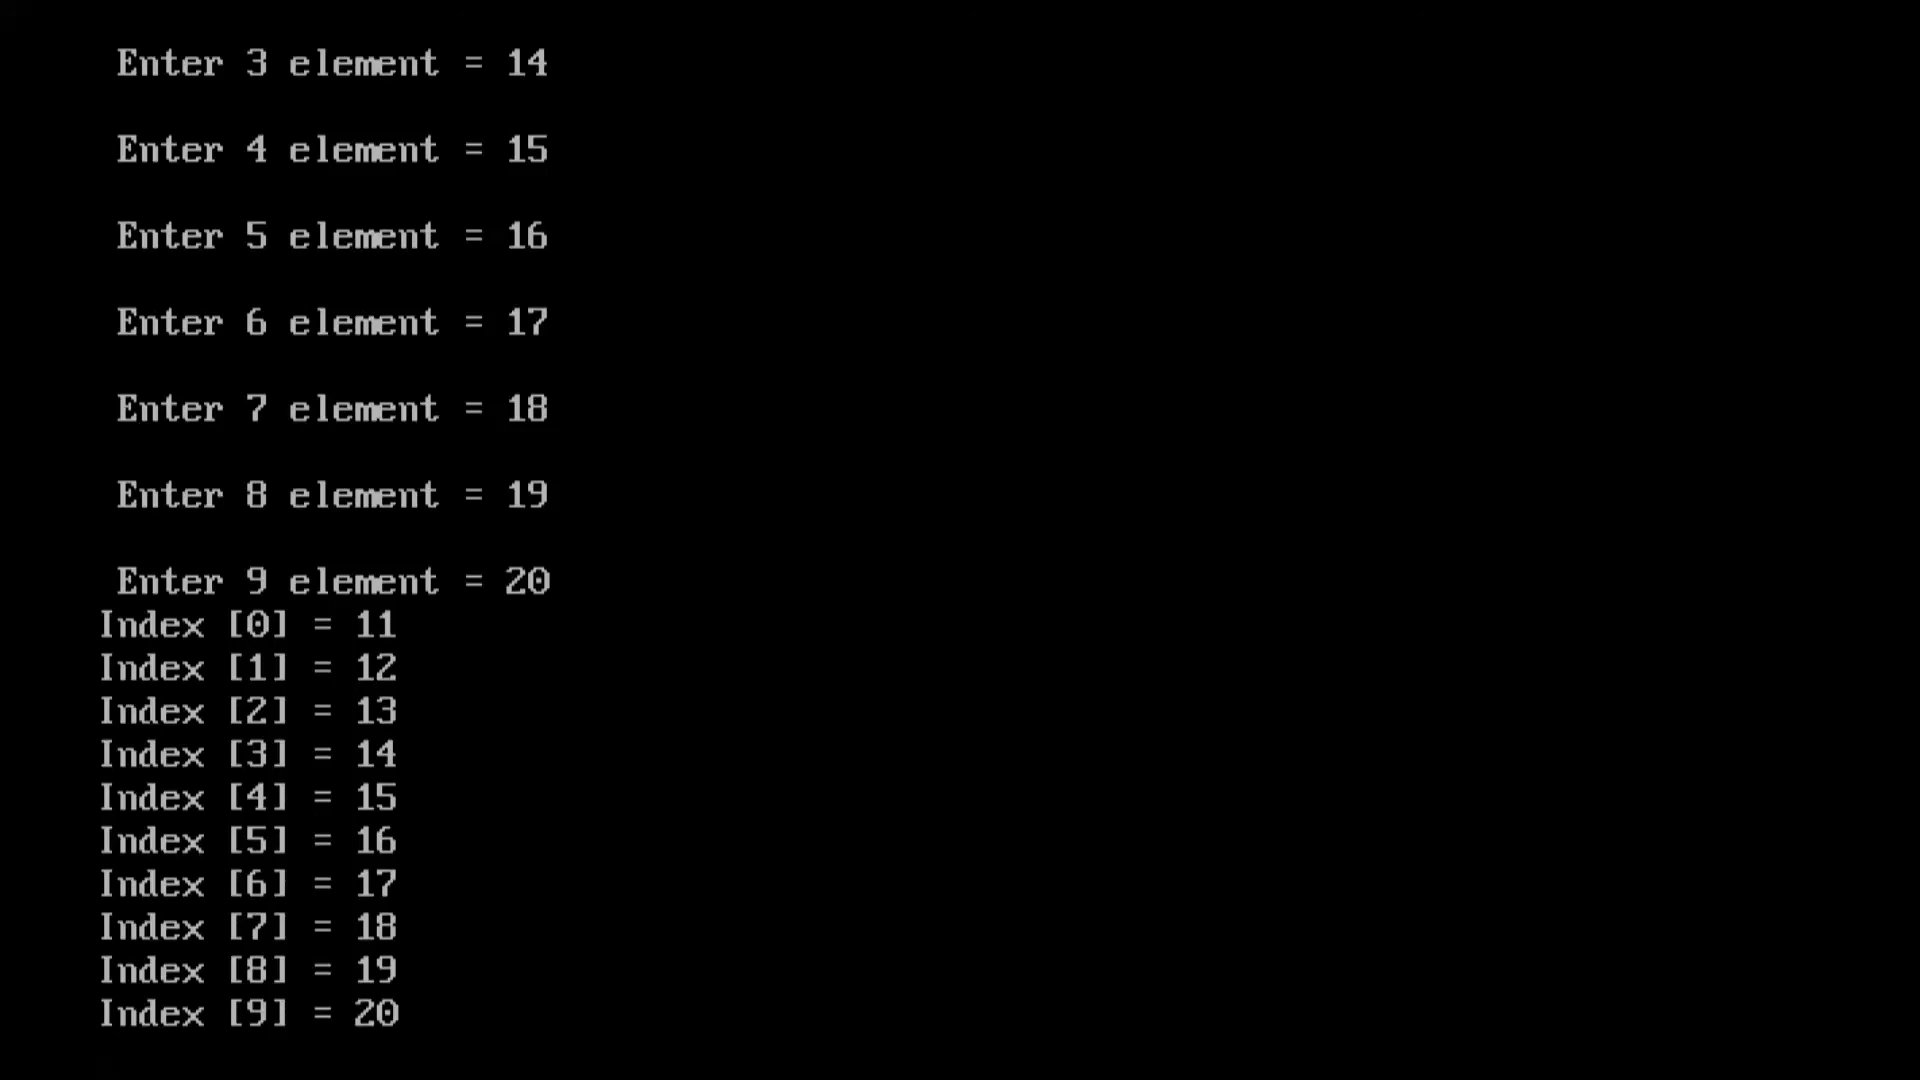 Enter 3 element = 14
Enter 4 element = 15
Enter 5 element = 16
Enter 6 element = 17
Enter 7 element = 18
Enter 8 element = 19
Enter 9 element = 20
Index [0] = 11
Index [1] = 12
Index [2] = 13
Index [3] = 14
Index [4] = 15
Index [5] = 16
Index [6] = 17
Index [7] = 18
Index [8] = 19
Index [9] = 20